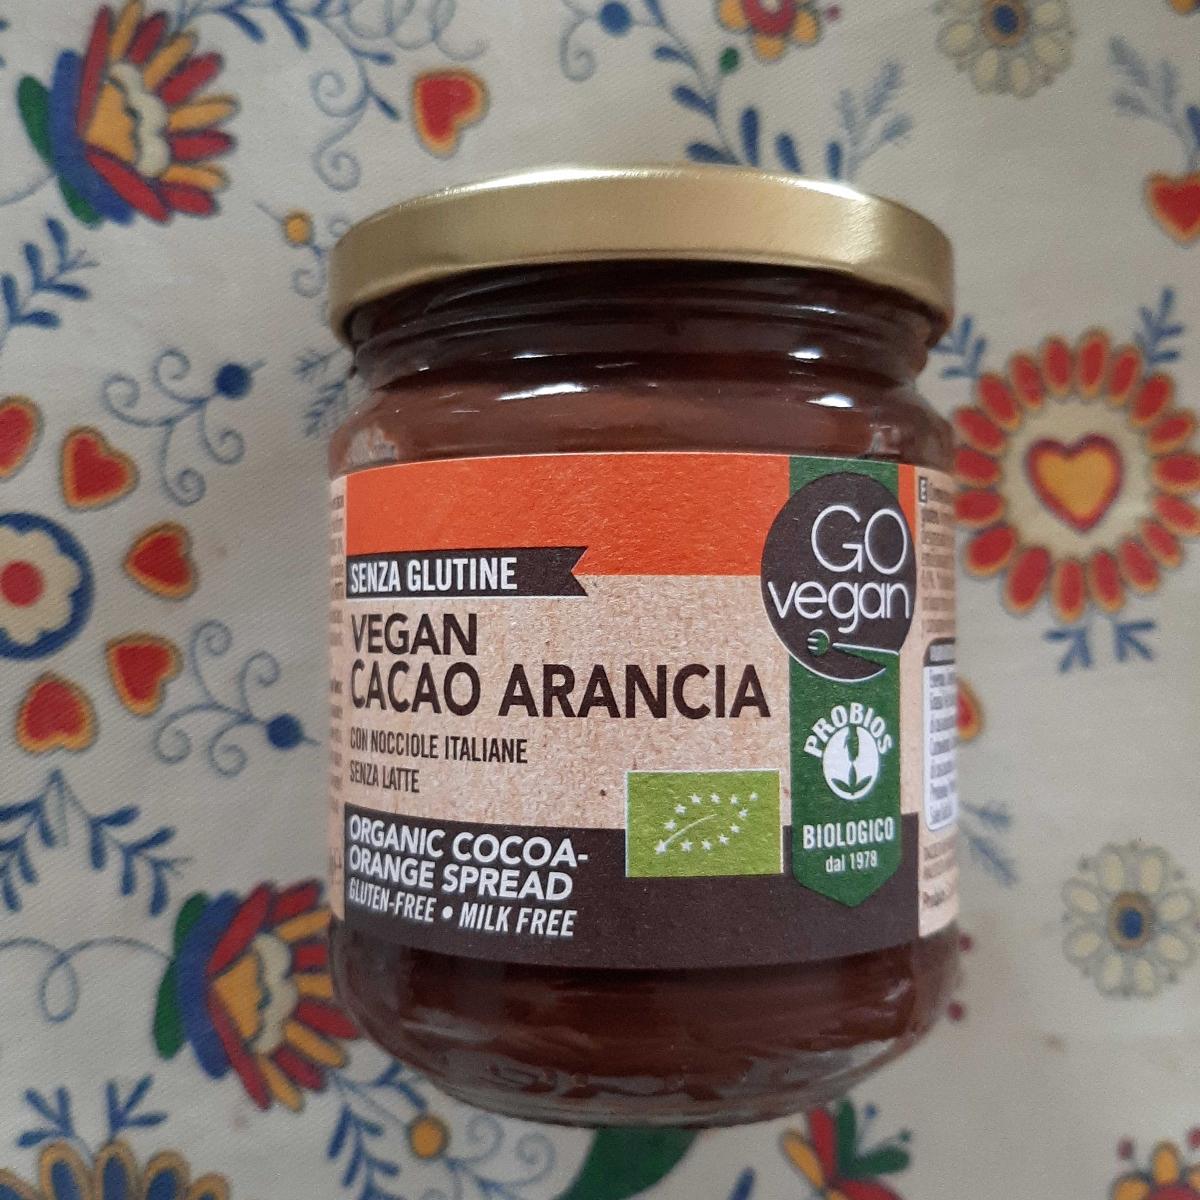 SENZA GLUTINE
VEGAN
CACAO ARANCIA
CON NOCCIOLE ITALIANE
SENZA LATTE
ORGANIC COCOA-
ORANGE SPREAD
GLUTEN-FREE • MILK FREE
GO
vegan
PROBIOS
BIOLOGICO
dal 1978
E